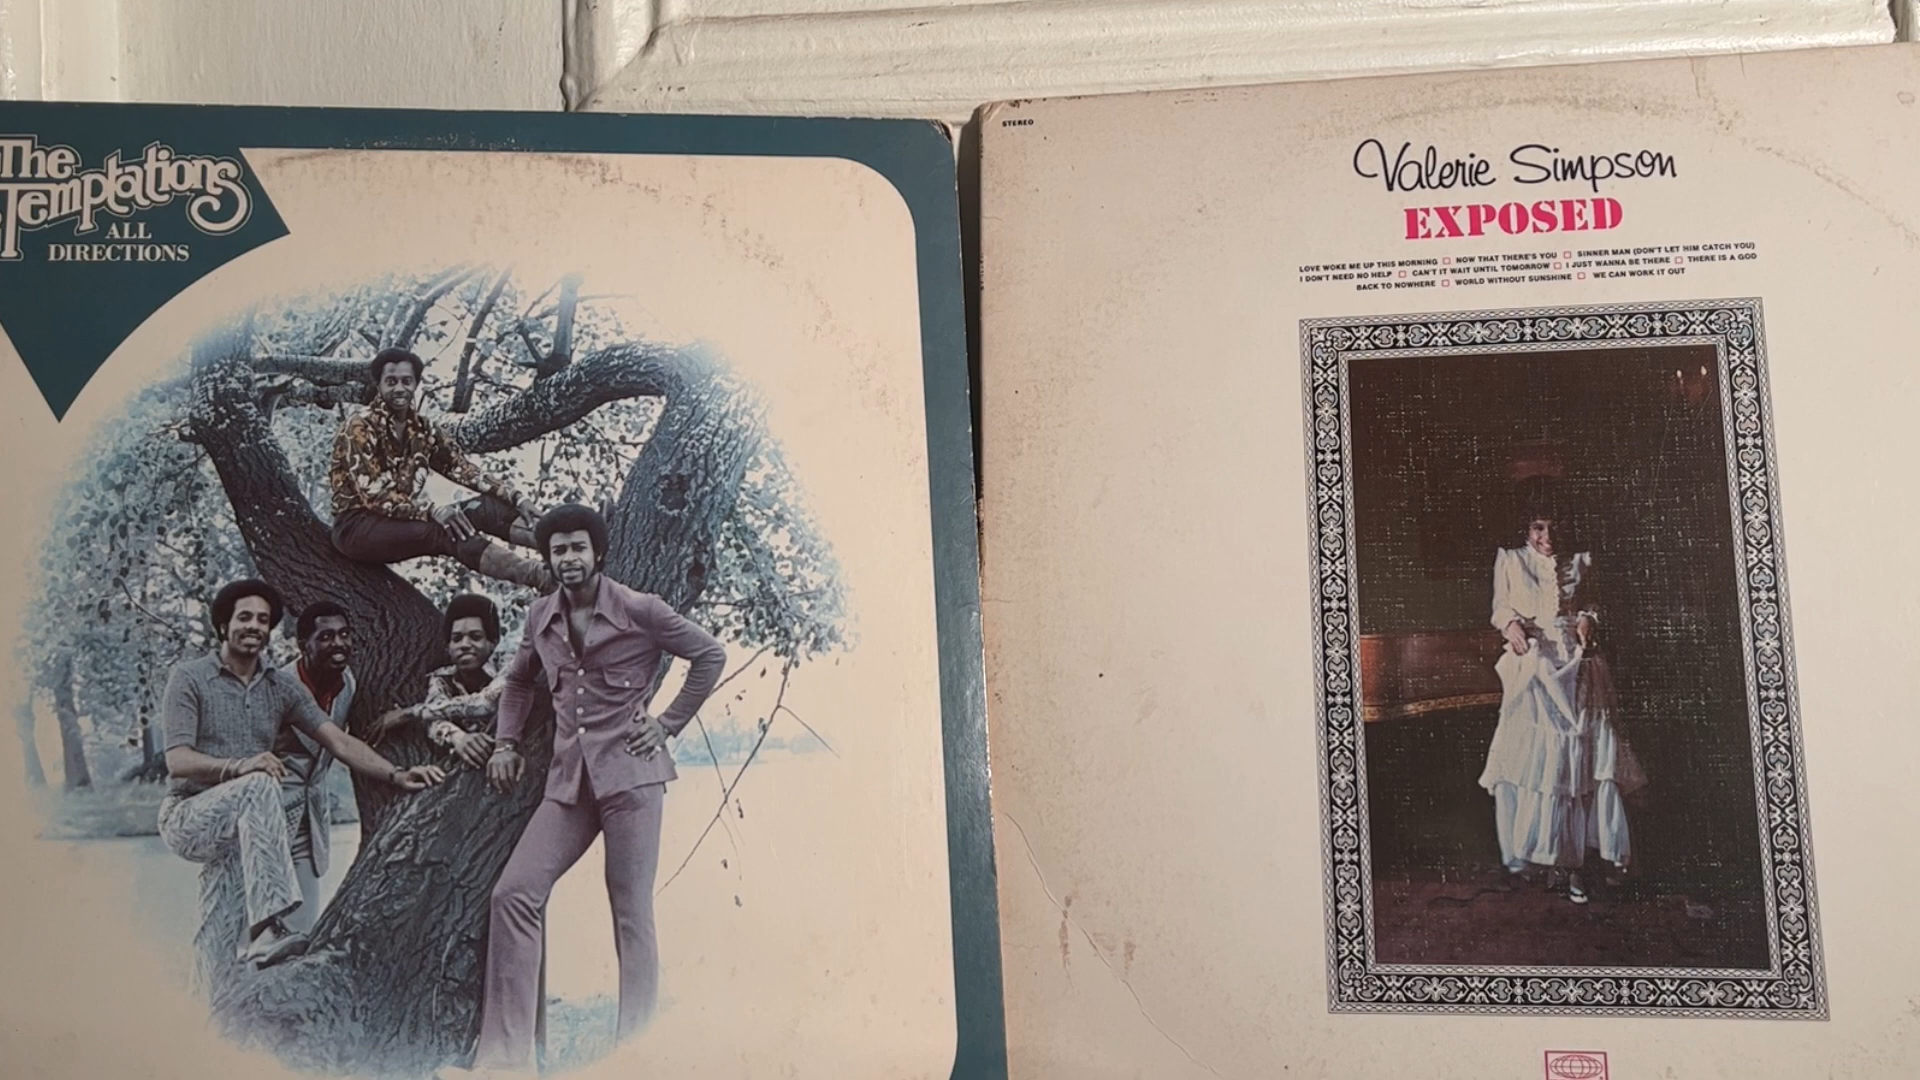 The
Temptations
ALL
DIRECTIONS
STEREO
Valerie Simpson
EXPOSED
LOVE WOKE ME UP THIS MORNING □ NOW THAT THERE'S YOU □ SINNER MAN (DON'T LET HIM CATCH YOU)
I DON'T NEED NO HELP □ CAN'T IT WAIT UNTIL TOMORROW □ I JUST WANNA BE THERE □ THERE IS A GOD
BACK TO NOWHERE □ WORLD WITHOUT SUNSHINE □ WE CAN WORK IT OUT